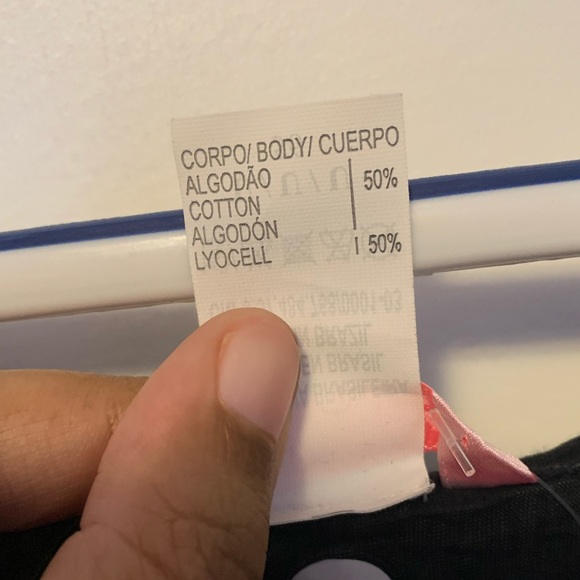 CORPO/ BODY/ CUERPO
ALGODÃO
COTTON 50%
ALGODÓN
LYOCELL 50%